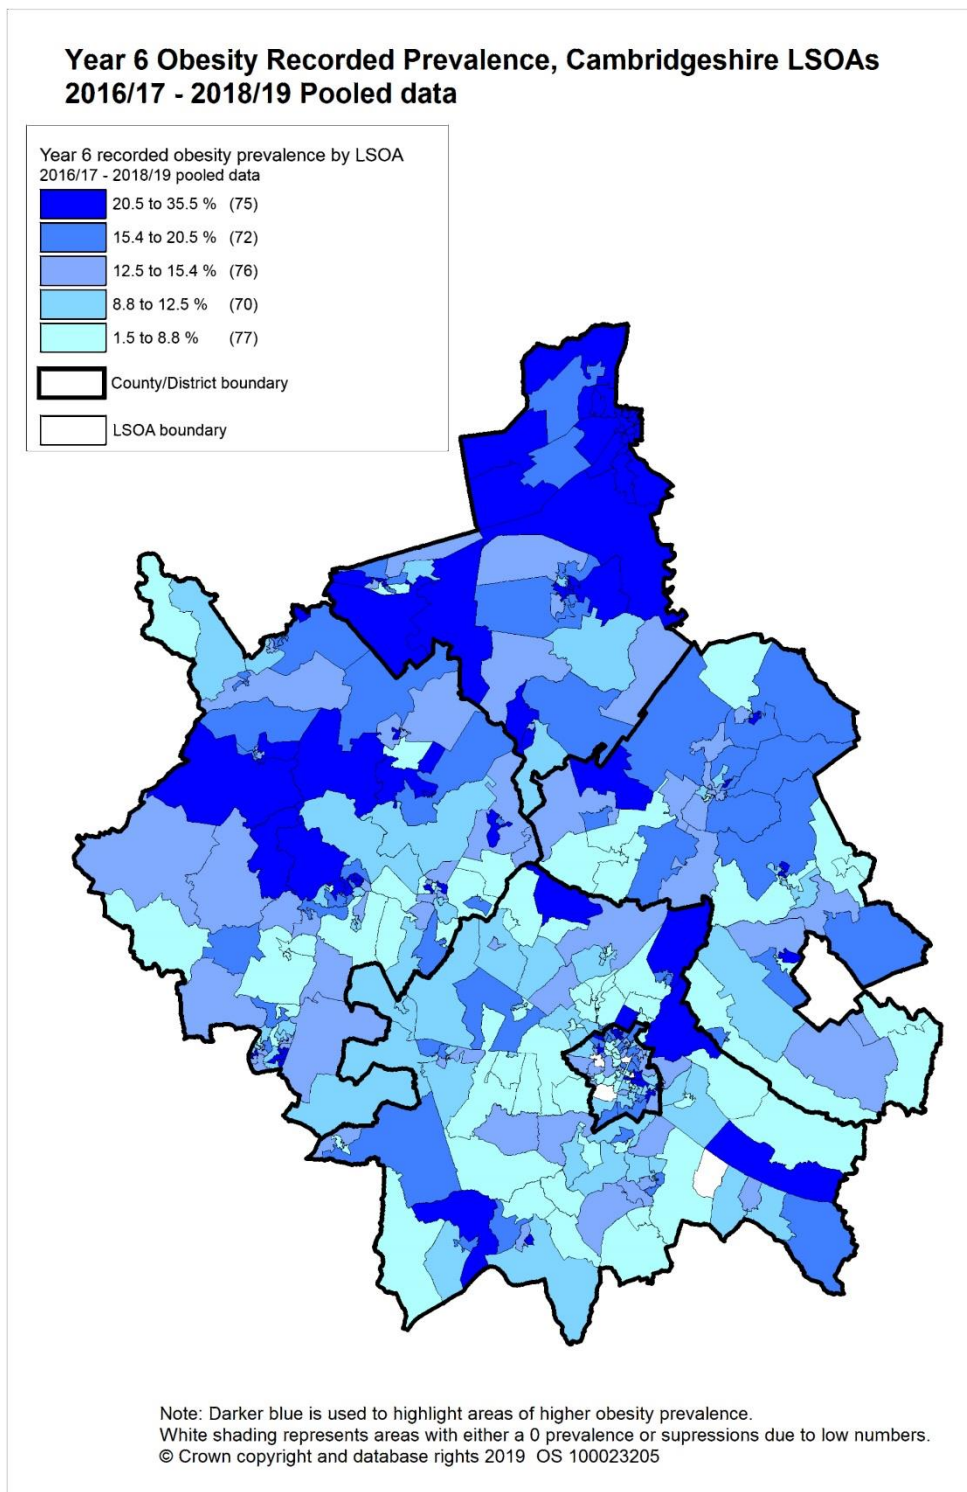 Year 6 Obesity Recorded Prevalence, Cambridgeshire LSOAs
2016/17 - 2018/19 Pooled data
Year 6 recorded obesity prevalence by LSOA
2016/17 - 2018/19 pooled data
20.5 to 35.5 % (75)
15.4 to 20.5 % (72)
12.5 to 15.4 % (76)
8.8 to 12.5 % (70)
1.5 to 8.8 % (77)
County/District boundary
LSOA boundary
Note: Darker blue is used to highlight areas of higher obesity prevalence.
White shading represents areas with either a 0 prevalence or supressions due to low numbers.
© Crown copyright and database rights 2019 OS 100023205